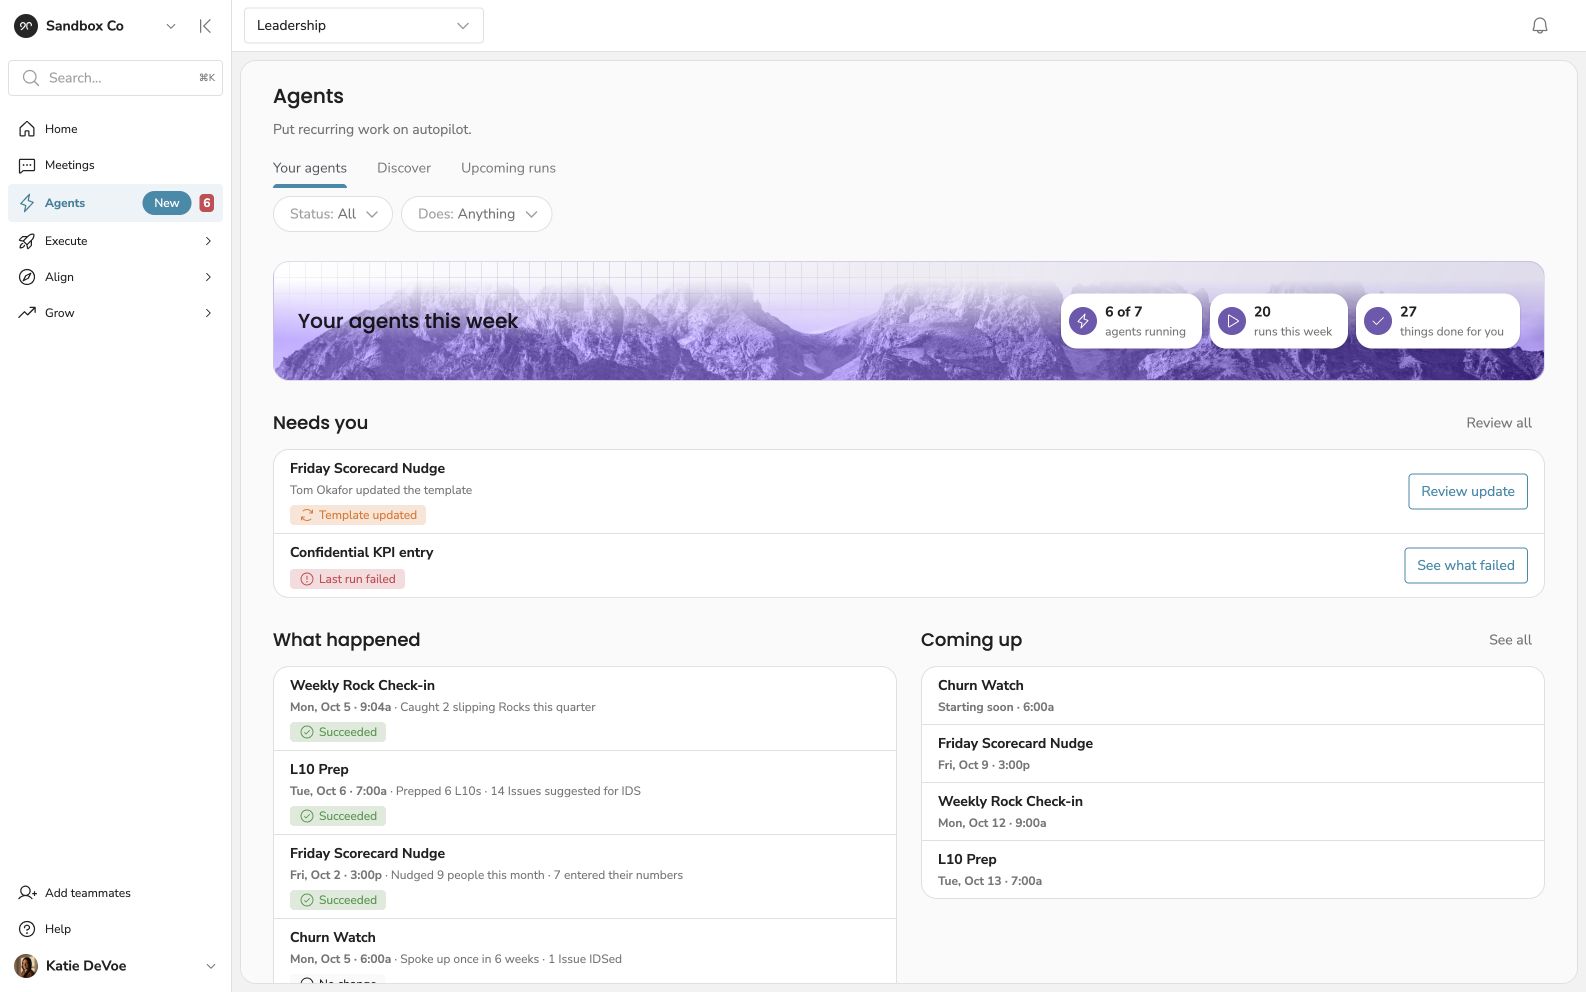 Sandbox Co
Search...
⌘K
Home
Meetings
Agents
New
6
Execute
Align
Grow
Add teammates
Help
Katie DeVoe
Leadership
Agents
Put recurring work on autopilot.
Your agents
Discover
Upcoming runs
Status: All
Does: Anything
Your agents this week
6 of 7
agents running
20
runs this week
27
things done for you
Needs you
Review all
Friday Scorecard Nudge
Tom Okafor updated the template
Template updated
Review update
Confidential KPI entry
Last run failed
See what failed
What happened
Weekly Rock Check-in
Mon, Oct 5 · 9:04a · Caught 2 slipping Rocks this quarter
Succeeded
L10 Prep
Tue, Oct 6 · 7:00a · Prepped 6 L10s · 14 Issues suggested for IDS
Succeeded
Friday Scorecard Nudge
Fri, Oct 2 · 3:00p · Nudged 9 people this month · 7 entered their numbers
Succeeded
Churn Watch
Mon, Oct 5 · 6:00a · Spoke up once in 6 weeks · 1 Issue IDSed
No change
Coming up
See all
Churn Watch
Starting soon · 6:00a
Friday Scorecard Nudge
Fri, Oct 9 · 3:00p
Weekly Rock Check-in
Mon, Oct 12 · 9:00a
L10 Prep
Tue, Oct 13 · 7:00a